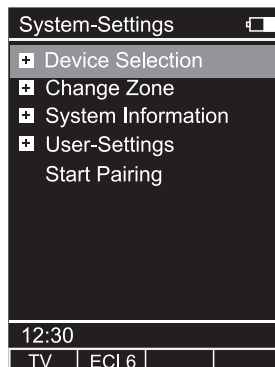 System-Settings
Device Selection
Change Zone
System Information
User-Settings
Start Pairing
12:30
TV ECI 6